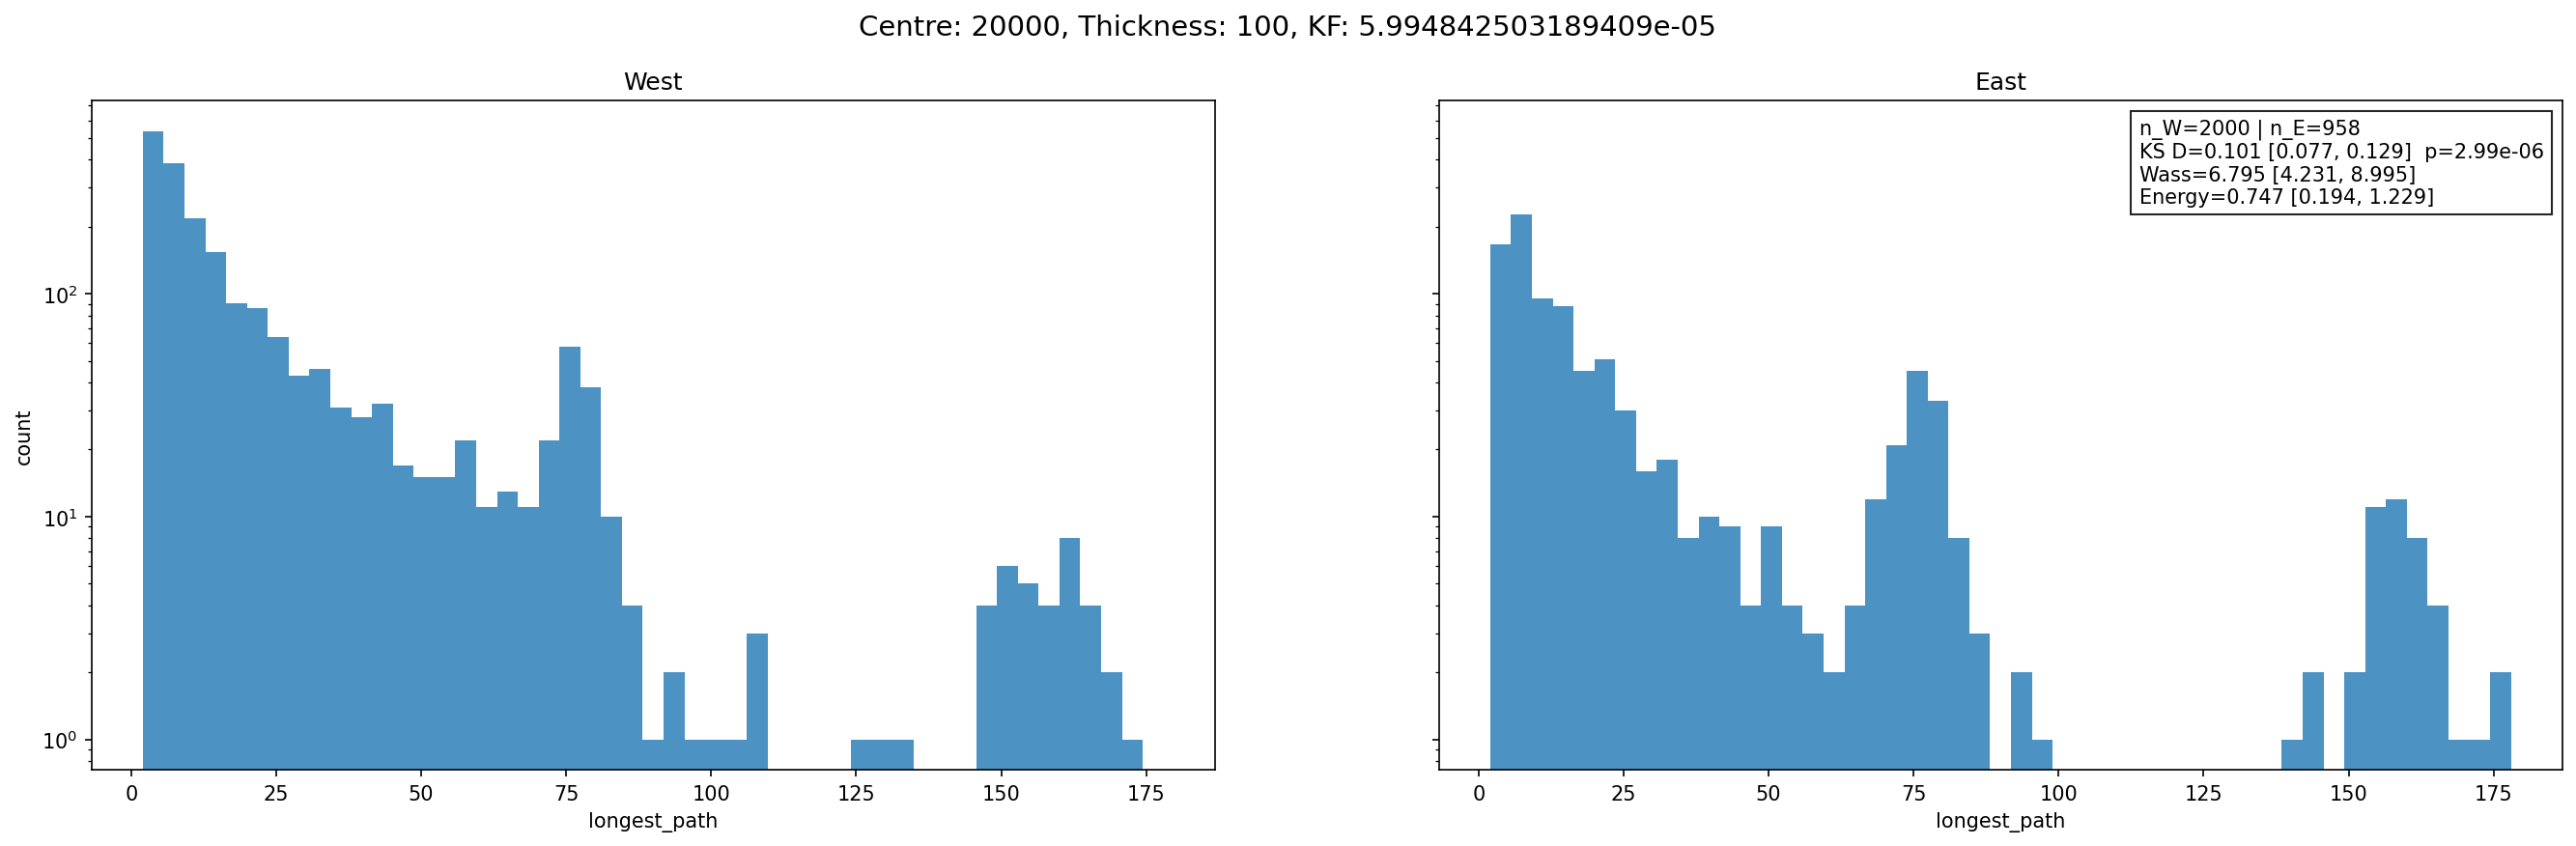 Centre: 20000, Thickness: 100, KF: 5.994842503189409e-05
West
East
n_W=2000 | n_E=958
KS D=0.101 [0.077, 0.129]  p=2.99e-06
Wass=6.795 [4.231, 8.995]
Energy=0.747 [0.194, 1.229]
count
10²
10¹
10⁰
0 25 50 75 100 125 150 175
longest_path
0 25 50 75 100 125 150 175
longest_path